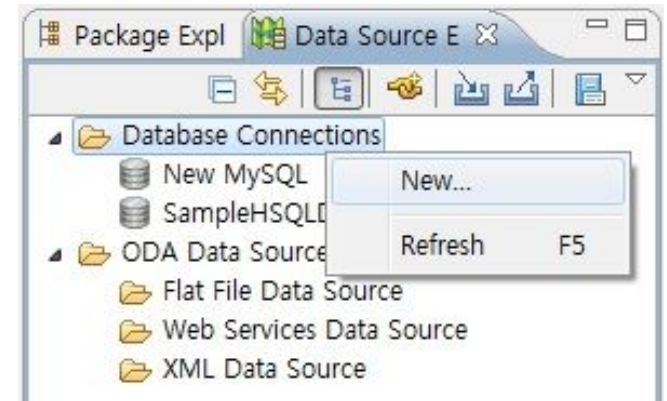 Package Expl Data Source E
Database Connections
New MySQL
New...
SampleHSQLD
Refresh F5
ODA Data Source
Flat File Data Source
Web Services Data Source
XML Data Source